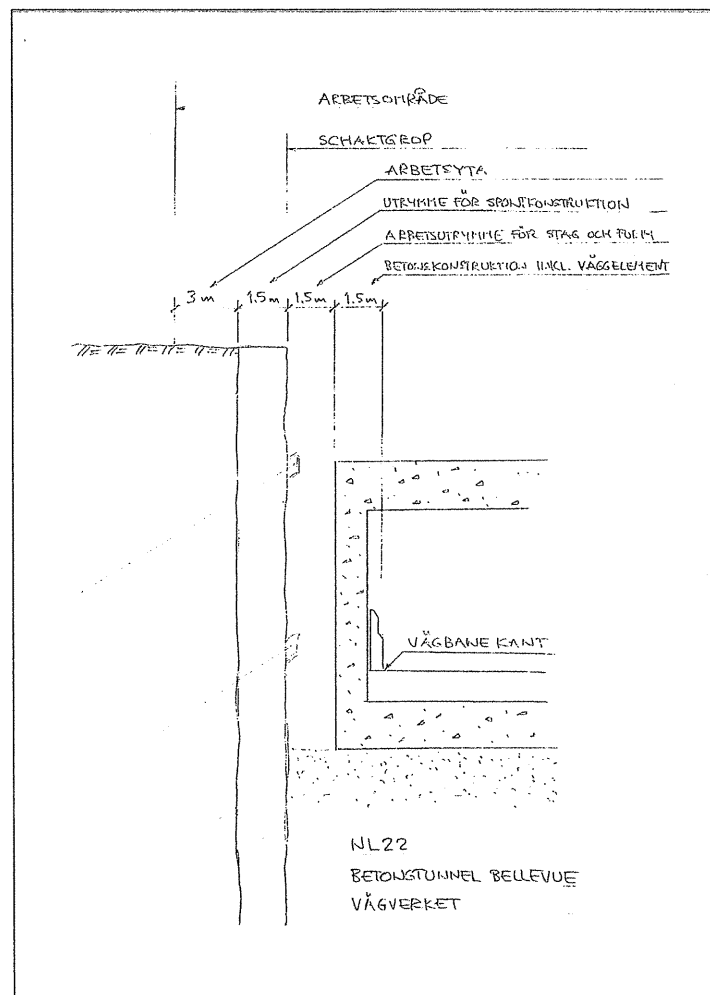 ARBETSOMRÅDE
SCHAKTGROP
ARBETSYTA
UTRYMME FÖR SPONTKONSTRUKTION
ARBETSUTRYMME FÖR STAG OCH FORM
BETONGKONSTRUKTION INKL. VÄGGELEMENT
3 m 1.5 m 1.5 m 1.5 m
VÄGBANE KANT
NL22
BETONGTUNNEL BELLEVUE
VÄGVERKET